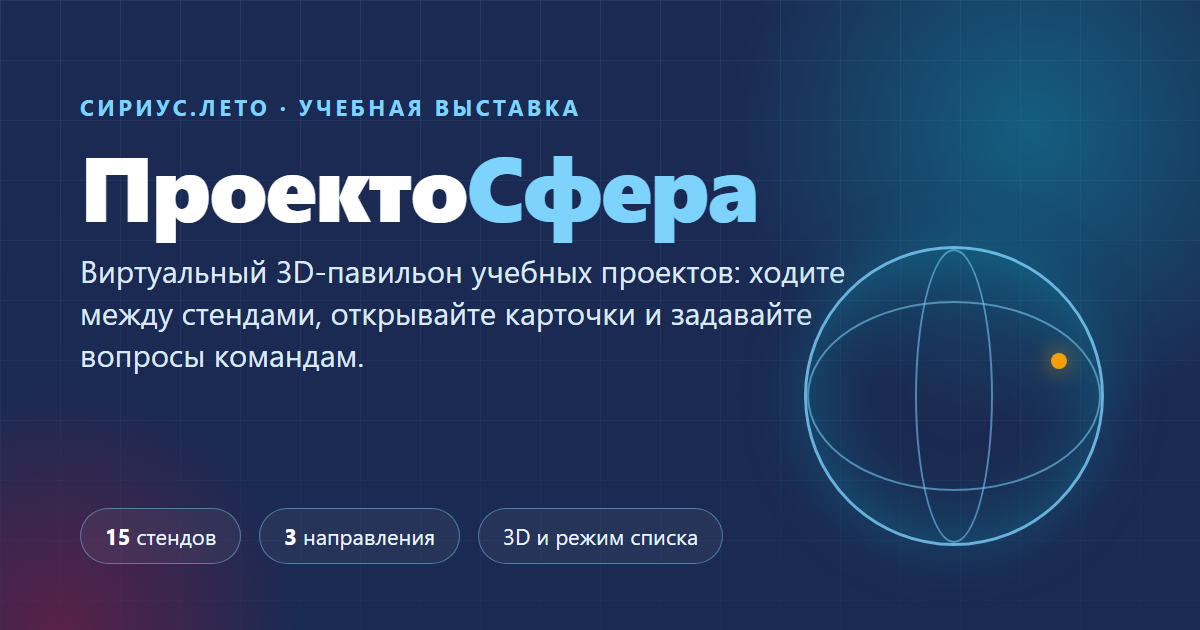 СИРИУС.ЛЕТО · УЧЕБНАЯ ВЫСТАВКА
ПроектоСфера
Виртуальный 3D-павильон учебных проектов: ходите
между стендами, открывайте карточки и задавайте
вопросы командам.
15 стендов
3 направления
3D и режим списка